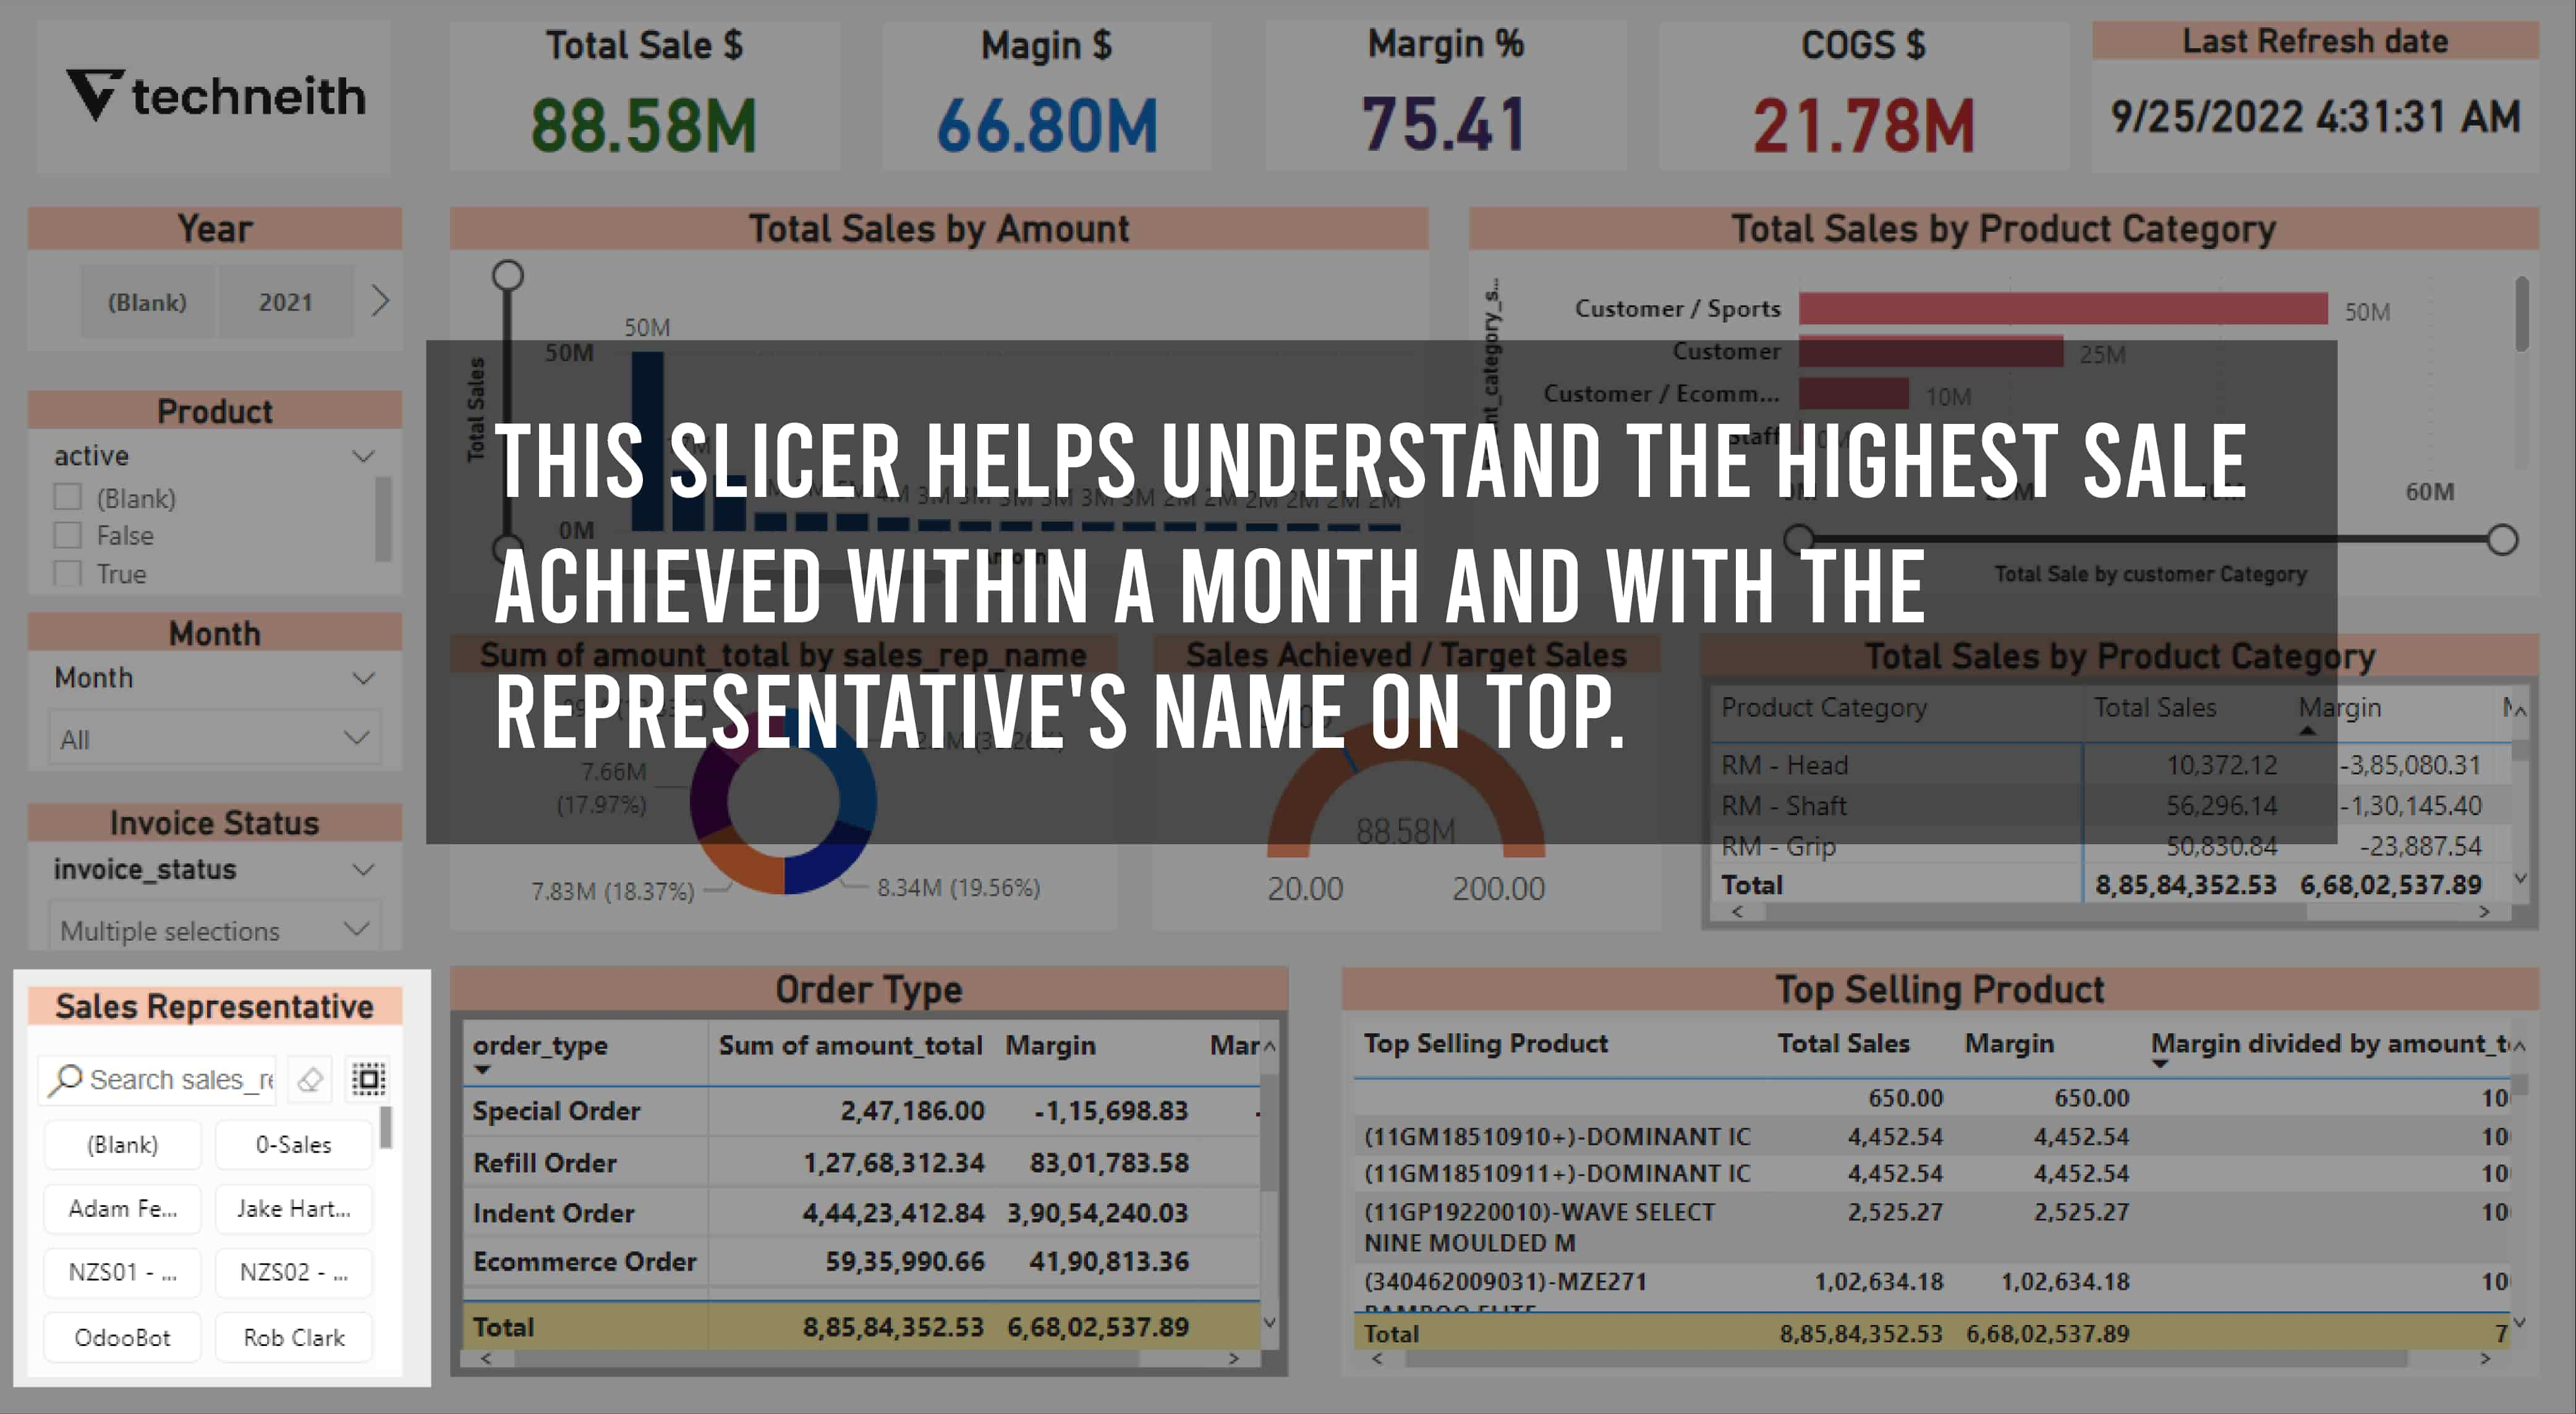 techneith
Total Sale $
88.58M
Magin $
66.80M
Margin %
75.41
COGS $
21.78M
Last Refresh date
9/25/2022 4:31:31 AM
Year
(Blank)
2021
Product
active
(Blank)
False
True
Month
Month
All
Invoice Status
invoice_status
Multiple selections
Sales Representative
Search sales_re
(Blank)
0-Sales
Adam Fe...
Jake Hart...
NZS01 - ...
NZS02 - ...
OdooBot
Rob Clark
Total Sales by Amount
Total Sales
50M
50M
0M
3M 3M 3M 2M 2M 2M 2M 2M 2M
Total Sales by Product Category
Customer / Sports
50M
Customer
25M
Customer / Ecomm...
10M
Staff
60M
Total Sale by customer Category
THIS SLICER HELPS UNDERSTAND THE HIGHEST SALE
ACHIEVED WITHIN A MONTH AND WITH THE
REPRESENTATIVE'S NAME ON TOP.
Sum of amount_total by sales_rep_name
7.66M
(17.97%)
7.83M (18.37%)
8.34M (19.56%)
Sales Achieved / Target Sales
88.58M
20.00
200.00
Total Sales by Product Category
Product Category Total Sales Margin
RM - Head 10,372.12 -3,85,080.31
RM - Shaft 56,296.14 -1,30,145.40
RM - Grip 50,830.84 -23,887.54
Total 8,85,84,352.53 6,68,02,537.89
Order Type
order_type Sum of amount_total Margin Mar
Special Order 2,47,186.00 -1,15,698.83
Refill Order 1,27,68,312.34 83,01,783.58
Indent Order 4,44,23,412.84 3,90,54,240.03
Ecommerce Order 59,35,990.66 41,90,813.36
Total 8,85,84,352.53 6,68,02,537.89
Top Selling Product
Top Selling Product Total Sales Margin Margin divided by amount_t
650.00 650.00 10
(11GM18510910+)-DOMINANT IC 4,452.54 4,452.54 10
(11GM18510911+)-DOMINANT IC 4,452.54 4,452.54 10
(11GP19220010)-WAVE SELECT 2,525.27 2,525.27 10
NINE MOULDED M
(340462009031)-MZE271 1,02,634.18 1,02,634.18 10
Total 8,85,84,352.53 6,68,02,537.89 7